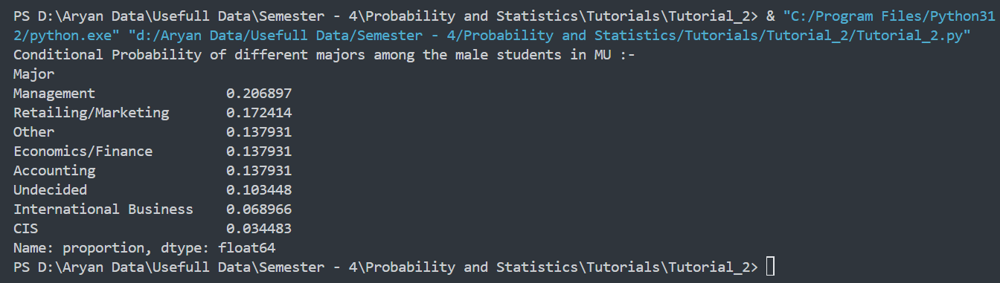 PS D:\Aryan Data\Usefull Data\Semester - 4\Probability and Statistics\Tutorials\Tutorial_2> & "C:/Program Files/Python31
2/python.exe" "d:/Aryan Data/Usefull Data/Semester - 4/Probability and Statistics/Tutorials/Tutorial_2/Tutorial_2.py"
Conditional Probability of different majors among the male students in MU :-
Major
Management              0.206897
Retailing/Marketing     0.172414
Other                   0.137931
Economics/Finance       0.137931
Accounting              0.137931
Undecided               0.103448
International Business  0.068966
CIS                     0.034483
Name: proportion, dtype: float64
PS D:\Aryan Data\Usefull Data\Semester - 4\Probability and Statistics\Tutorials\Tutorial_2>